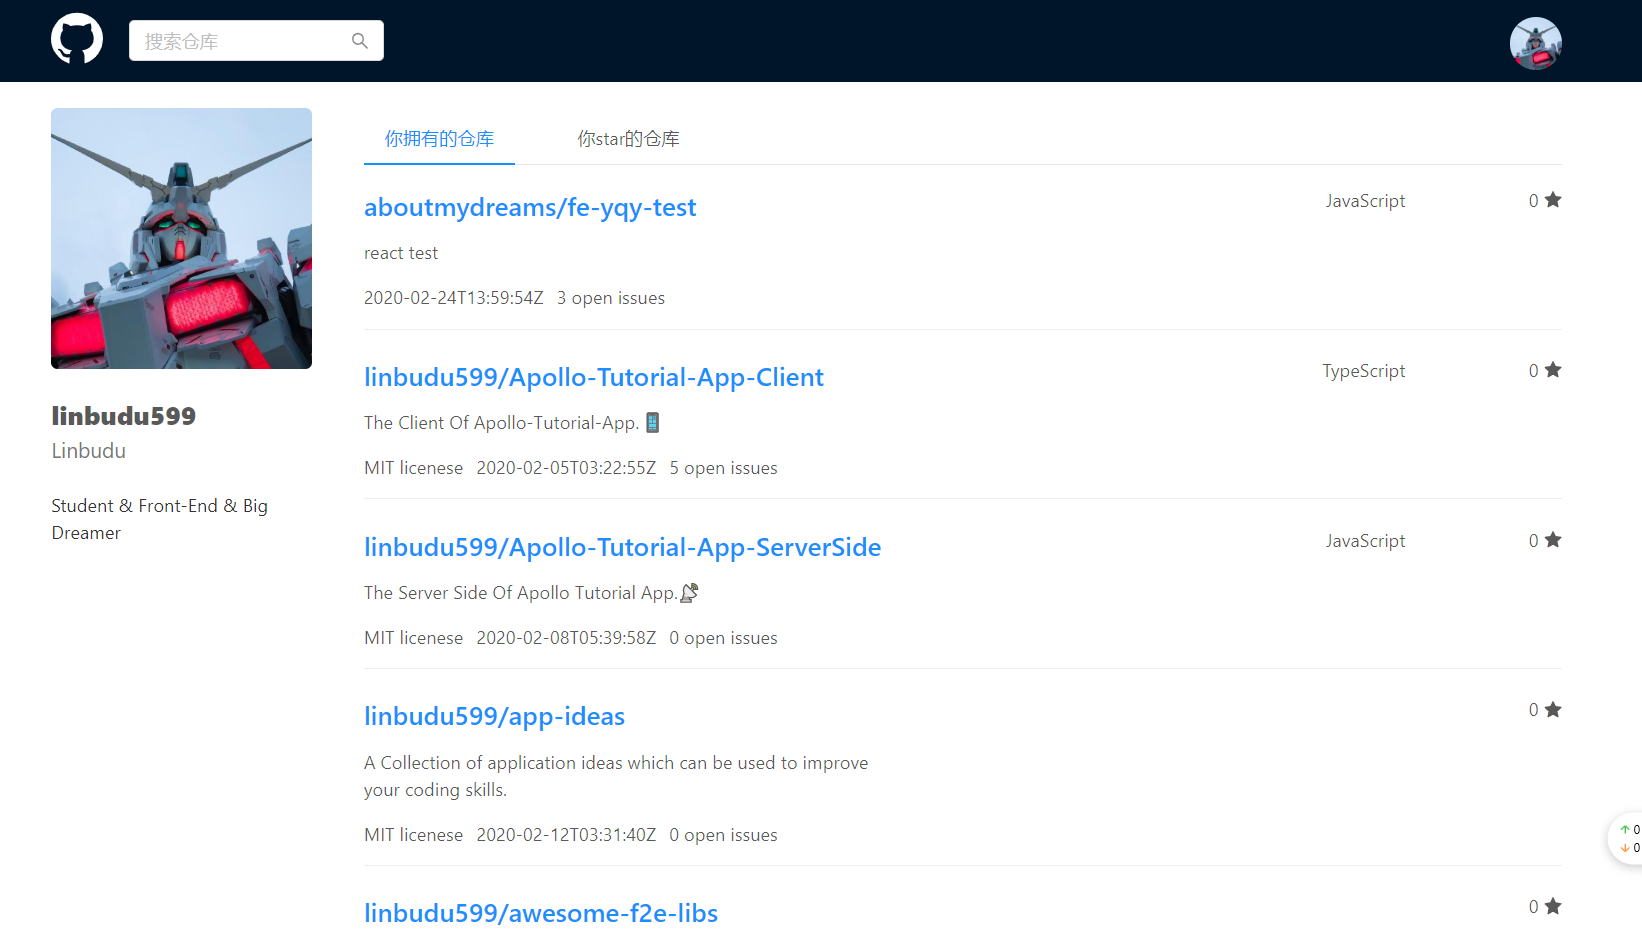 搜索仓库
linbudu599
Linbudu
Student & Front-End & Big
Dreamer
你拥有的仓库 你star的仓库
aboutmydreams/fe-yqy-test JavaScript 0
react test
2020-02-24T13:59:54Z 3 open issues
linbudu599/Apollo-Tutorial-App-Client TypeScript 0
The Client Of Apollo-Tutorial-App.
MIT licenese 2020-02-05T03:22:55Z 5 open issues
linbudu599/Apollo-Tutorial-App-ServerSide JavaScript 0
The Server Side Of Apollo Tutorial App.
MIT licenese 2020-02-08T05:39:58Z 0 open issues
linbudu599/app-ideas 0
A Collection of application ideas which can be used to improve
your coding skills.
MIT licenese 2020-02-12T03:31:40Z 0 open issues
linbudu599/awesome-f2e-libs 0
↑ 0
↓ 0